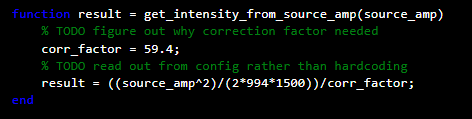 function result = get_intensity_from_source_amp(source_amp)
% TODO figure out why correction factor needed
corr_factor = 59.4;
% TODO read out from config rather than hardcoding
result = ((source_amp^2)/(2*994*1500))/corr_factor;
end